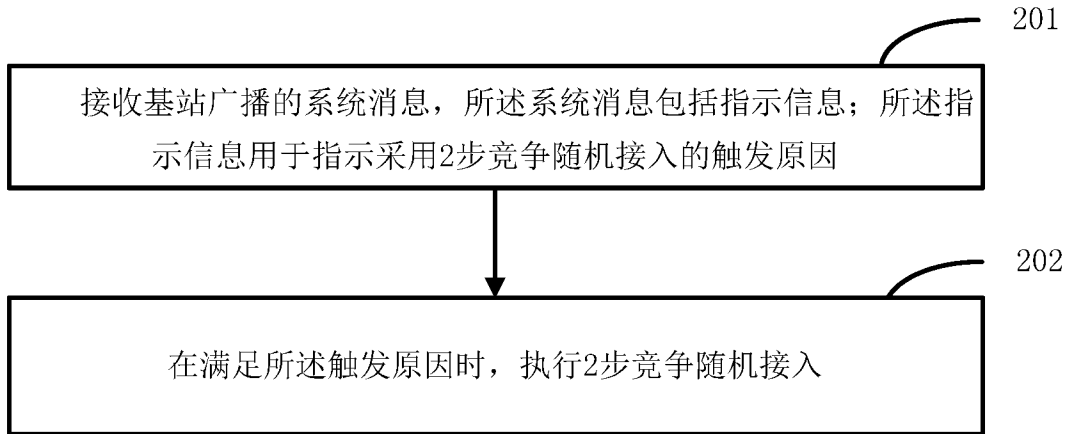 201
接收基站广播的系统消息，所述系统消息包括指示信息；所述指
示信息用于指示采用2步竞争随机接入的触发原因
202
在满足所述触发原因时，执行2步竞争随机接入